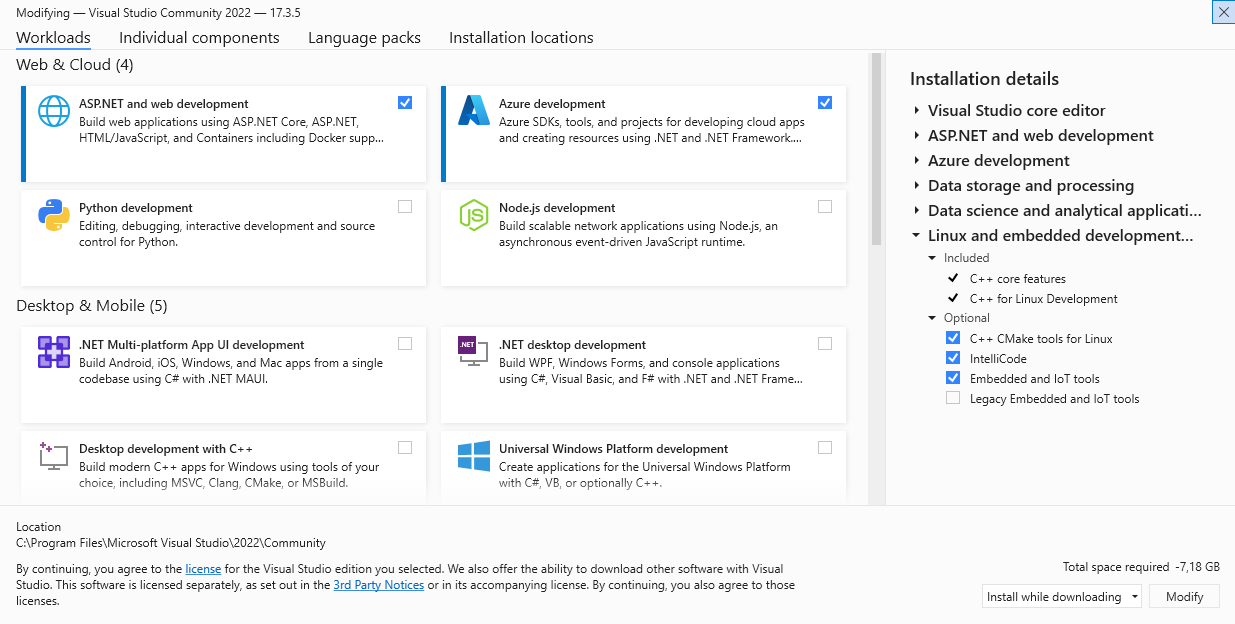 Modifying — Visual Studio Community 2022 — 17.3.5
Workloads
Individual components
Language packs
Installation locations
Web & Cloud (4)
ASP.NET and web development
Build web applications using ASP.NET Core, ASP.NET,
HTML/JavaScript, and Containers including Docker supp...
Azure development
Azure SDKs, tools, and projects for developing cloud apps
and creating resources using .NET and .NET Framework....
Python development
Editing, debugging, interactive development and source
control for Python.
JS
Node.js development
Build scalable network applications using Node.js, an
asynchronous event-driven JavaScript runtime.
Desktop & Mobile (5)
.NET Multi-platform App UI development
Build Android, iOS, Windows, and Mac apps from a single
codebase using C# with .NET MAUI.
.NET
.NET desktop development
Build WPF, Windows Forms, and console applications
using C#, Visual Basic, and F# with .NET and .NET Frame...
Desktop development with C++
Build modern C++ apps for Windows using tools of your
choice, including MSVC, Clang, CMake, or MSBuild.
Universal Windows Platform development
Create applications for the Universal Windows Platform
with C#, VB, or optionally C++.
Installation details
Visual Studio core editor
ASP.NET and web development
Azure development
Data storage and processing
Data science and analytical applicati...
Linux and embedded development...
Included
C++ core features
C++ for Linux Development
Optional
C++ CMake tools for Linux
IntelliCode
Embedded and IoT tools
Legacy Embedded and IoT tools
Location
C:\Program Files\Microsoft Visual Studio\2022\Community
By continuing, you agree to the license for the Visual Studio edition you selected. We also offer the ability to download other software with Visual
Studio. This software is licensed separately, as set out in the 3rd Party Notices or in its accompanying license. By continuing, you also agree to those
licenses.
Total space required -7,18 GB
Install while downloading
Modify